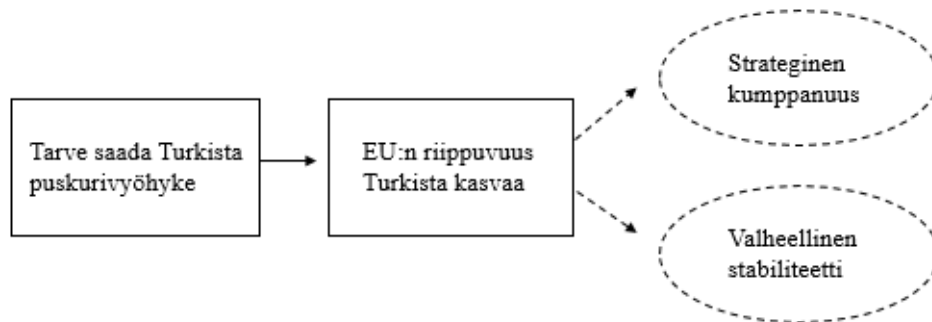 Tarve saada Turkista
puskurivyöhyke
EU:n riippuvuus
Turkista kasvaa
Strateginen
kumppanuus
Valheellinen
stabiliteetti